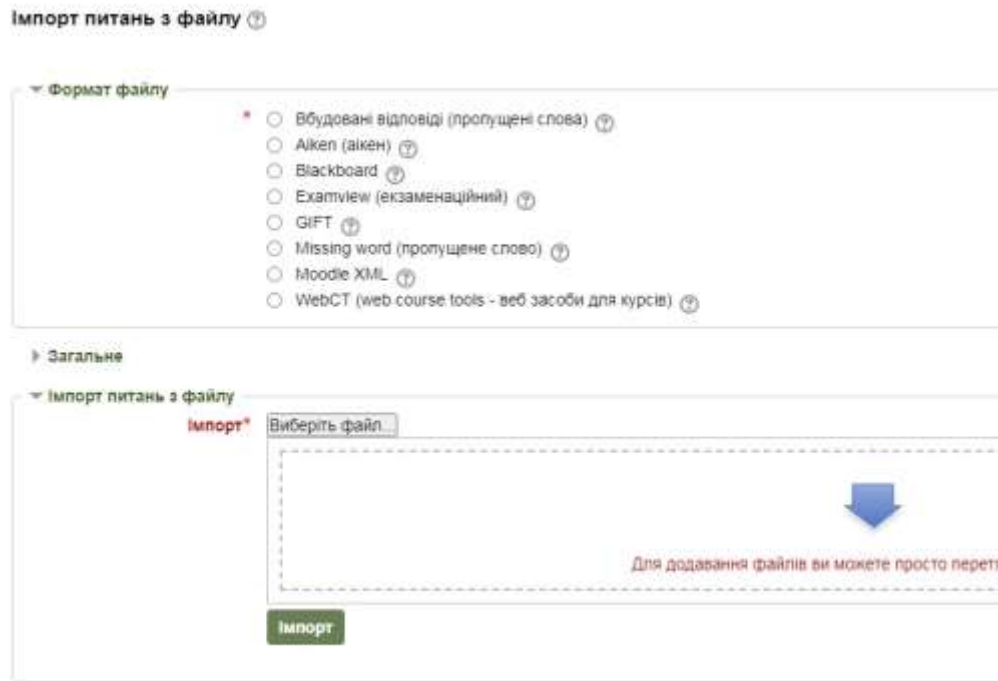 Імпорт питань з файлу
Формат файлу
* Вбудовані відповіді (пропущені слова)
Aiken (аікен)
Blackboard
Examview (екзаменаційний)
GIFT
Missing word (пропущене слово)
Moodle XML
WebCT (web course tools - веб засоби для курсів)
Загальне
Імпорт питань з файлу
Імпорт* Виберіть файл...
Для додавання файлів ви можете просто
Імпорт